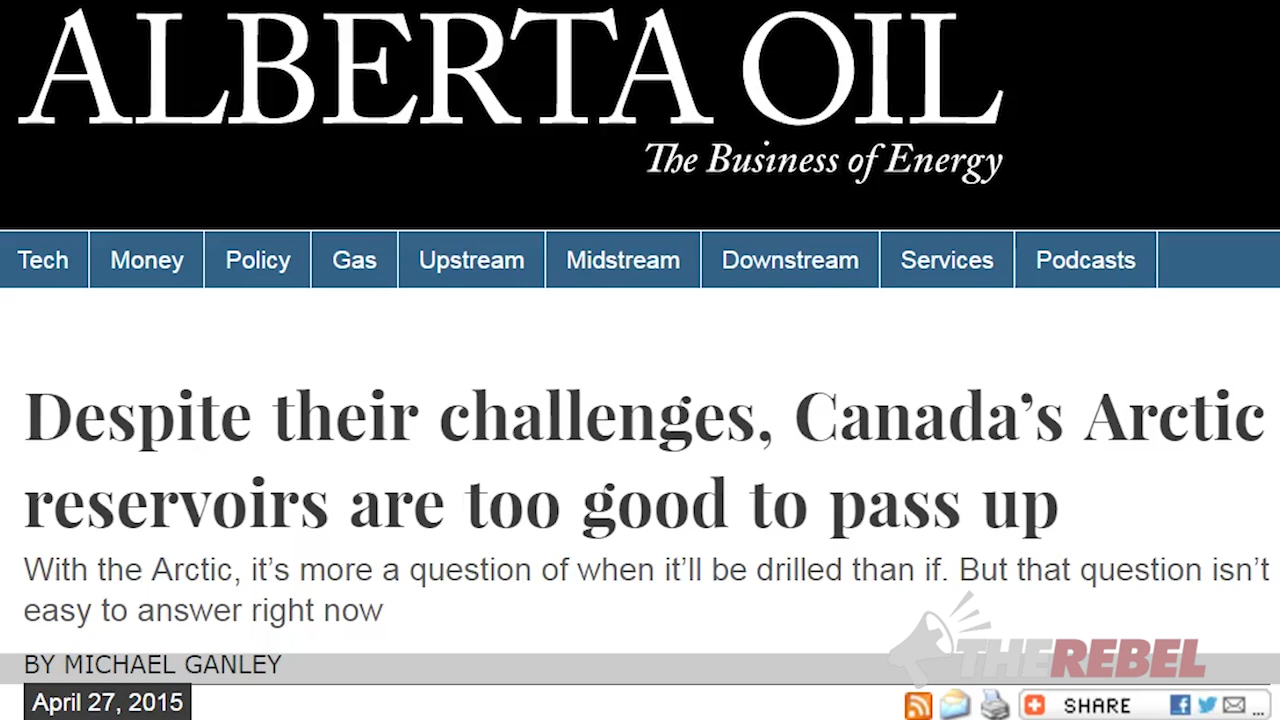 ALBERTA OIL
The Business of Energy
Tech Money Policy Gas Upstream Midstream Downstream Services Podcasts
Despite their challenges, Canada's Arctic
reservoirs are too good to pass up
With the Arctic, it's more a question of when it'll be drilled than if. But that question isn't
easy to answer right now
THEREBEL
BY MICHAEL GANLEY
April 27, 2015
SHARE
...